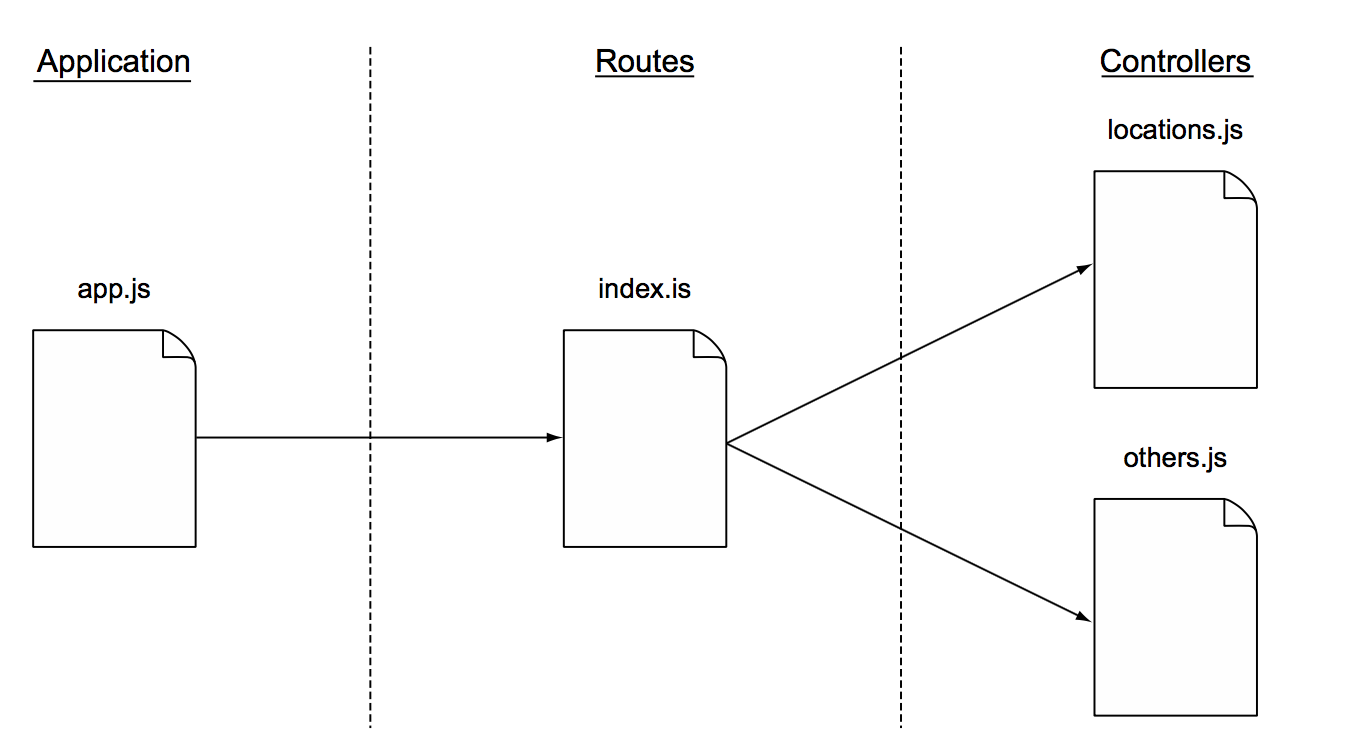 Application
Routes
Controllers
locations.js
app.js
index.is
others.js